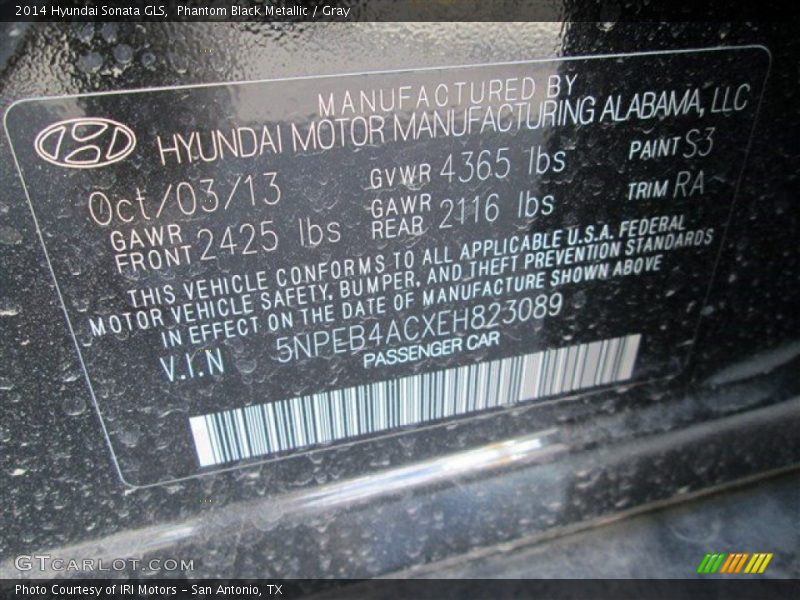 2014 Hyundai Sonata GLS,  Phantom Black Metallic / Gray
MANUFACTURED BY
HYUNDAI MOTOR MANUFACTURING ALABAMA, LLC
Oct/03/13 GVWR 4365 lbs PAINT S3
GAWR FRONT 2425 lbs GAWR REAR 2116 lbs TRIM RA
THIS VEHICLE CONFORMS TO ALL APPLICABLE U.S.A. FEDERAL
MOTOR VEHICLE SAFETY, BUMPER, AND THEFT PREVENTION STANDARDS
IN EFFECT ON THE DATE OF MANUFACTURE SHOWN ABOVE
V.I.N 5NPEB4ACXEH823089
PASSENGER CAR
GTCARLOT.COM
Photo Courtesy of IRI Motors – San Antonio, TX